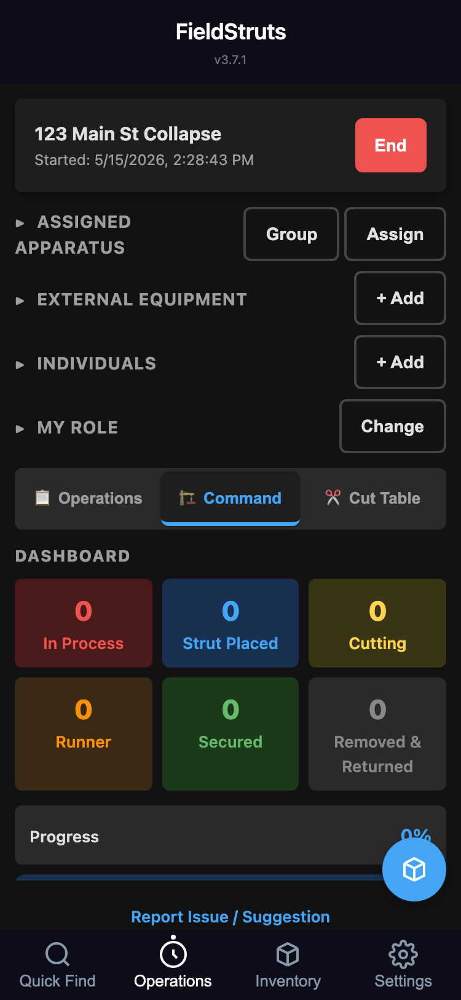 FieldStruts
v3.7.1
123 Main St Collapse
Started: 5/15/2026, 2:28:43 PM
End
ASSIGNED
APPARATUS
Group
Assign
EXTERNAL EQUIPMENT
+ Add
INDIVIDUALS
+ Add
MY ROLE
Change
Operations
Command
Cut Table
DASHBOARD
0
In Process
0
Strut Placed
0
Cutting
0
Runner
0
Secured
0
Removed &
Returned
Progress
0%
Report Issue / Suggestion
Quick Find
Operations
Inventory
Settings